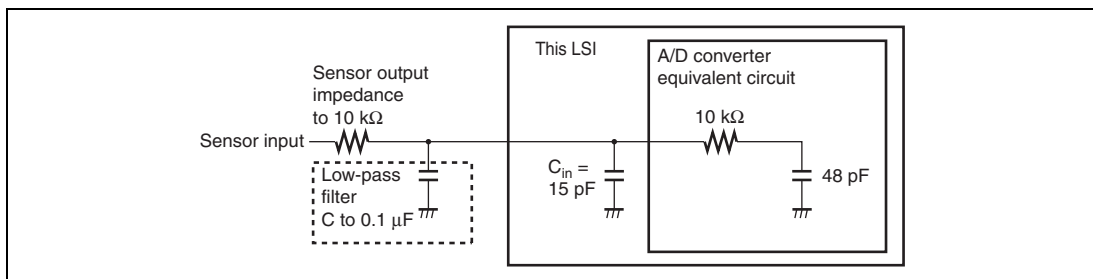 This LSI
A/D converter
equivalent circuit
Sensor output
impedance
to 10 kΩ
10 kΩ
Sensor input
Low-pass
filter
C to 0.1 μF
C_in =
15 pF
48 pF